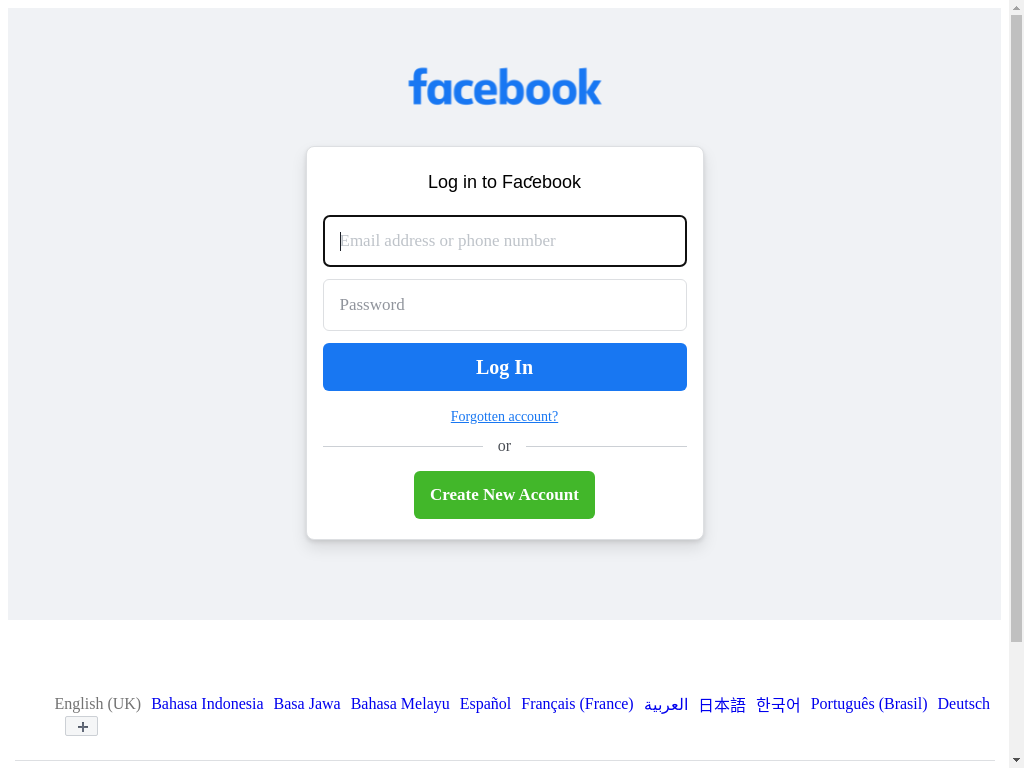 facebook
Log in to Faƈebook
Email address or phone number
Password
Log In
Forgotten account?
or
Create New Account
English (UK) Bahasa Indonesia Basa Jawa Bahasa Melayu Español Français (France) العربية 日本語 한국어 Português (Brasil) Deutsch